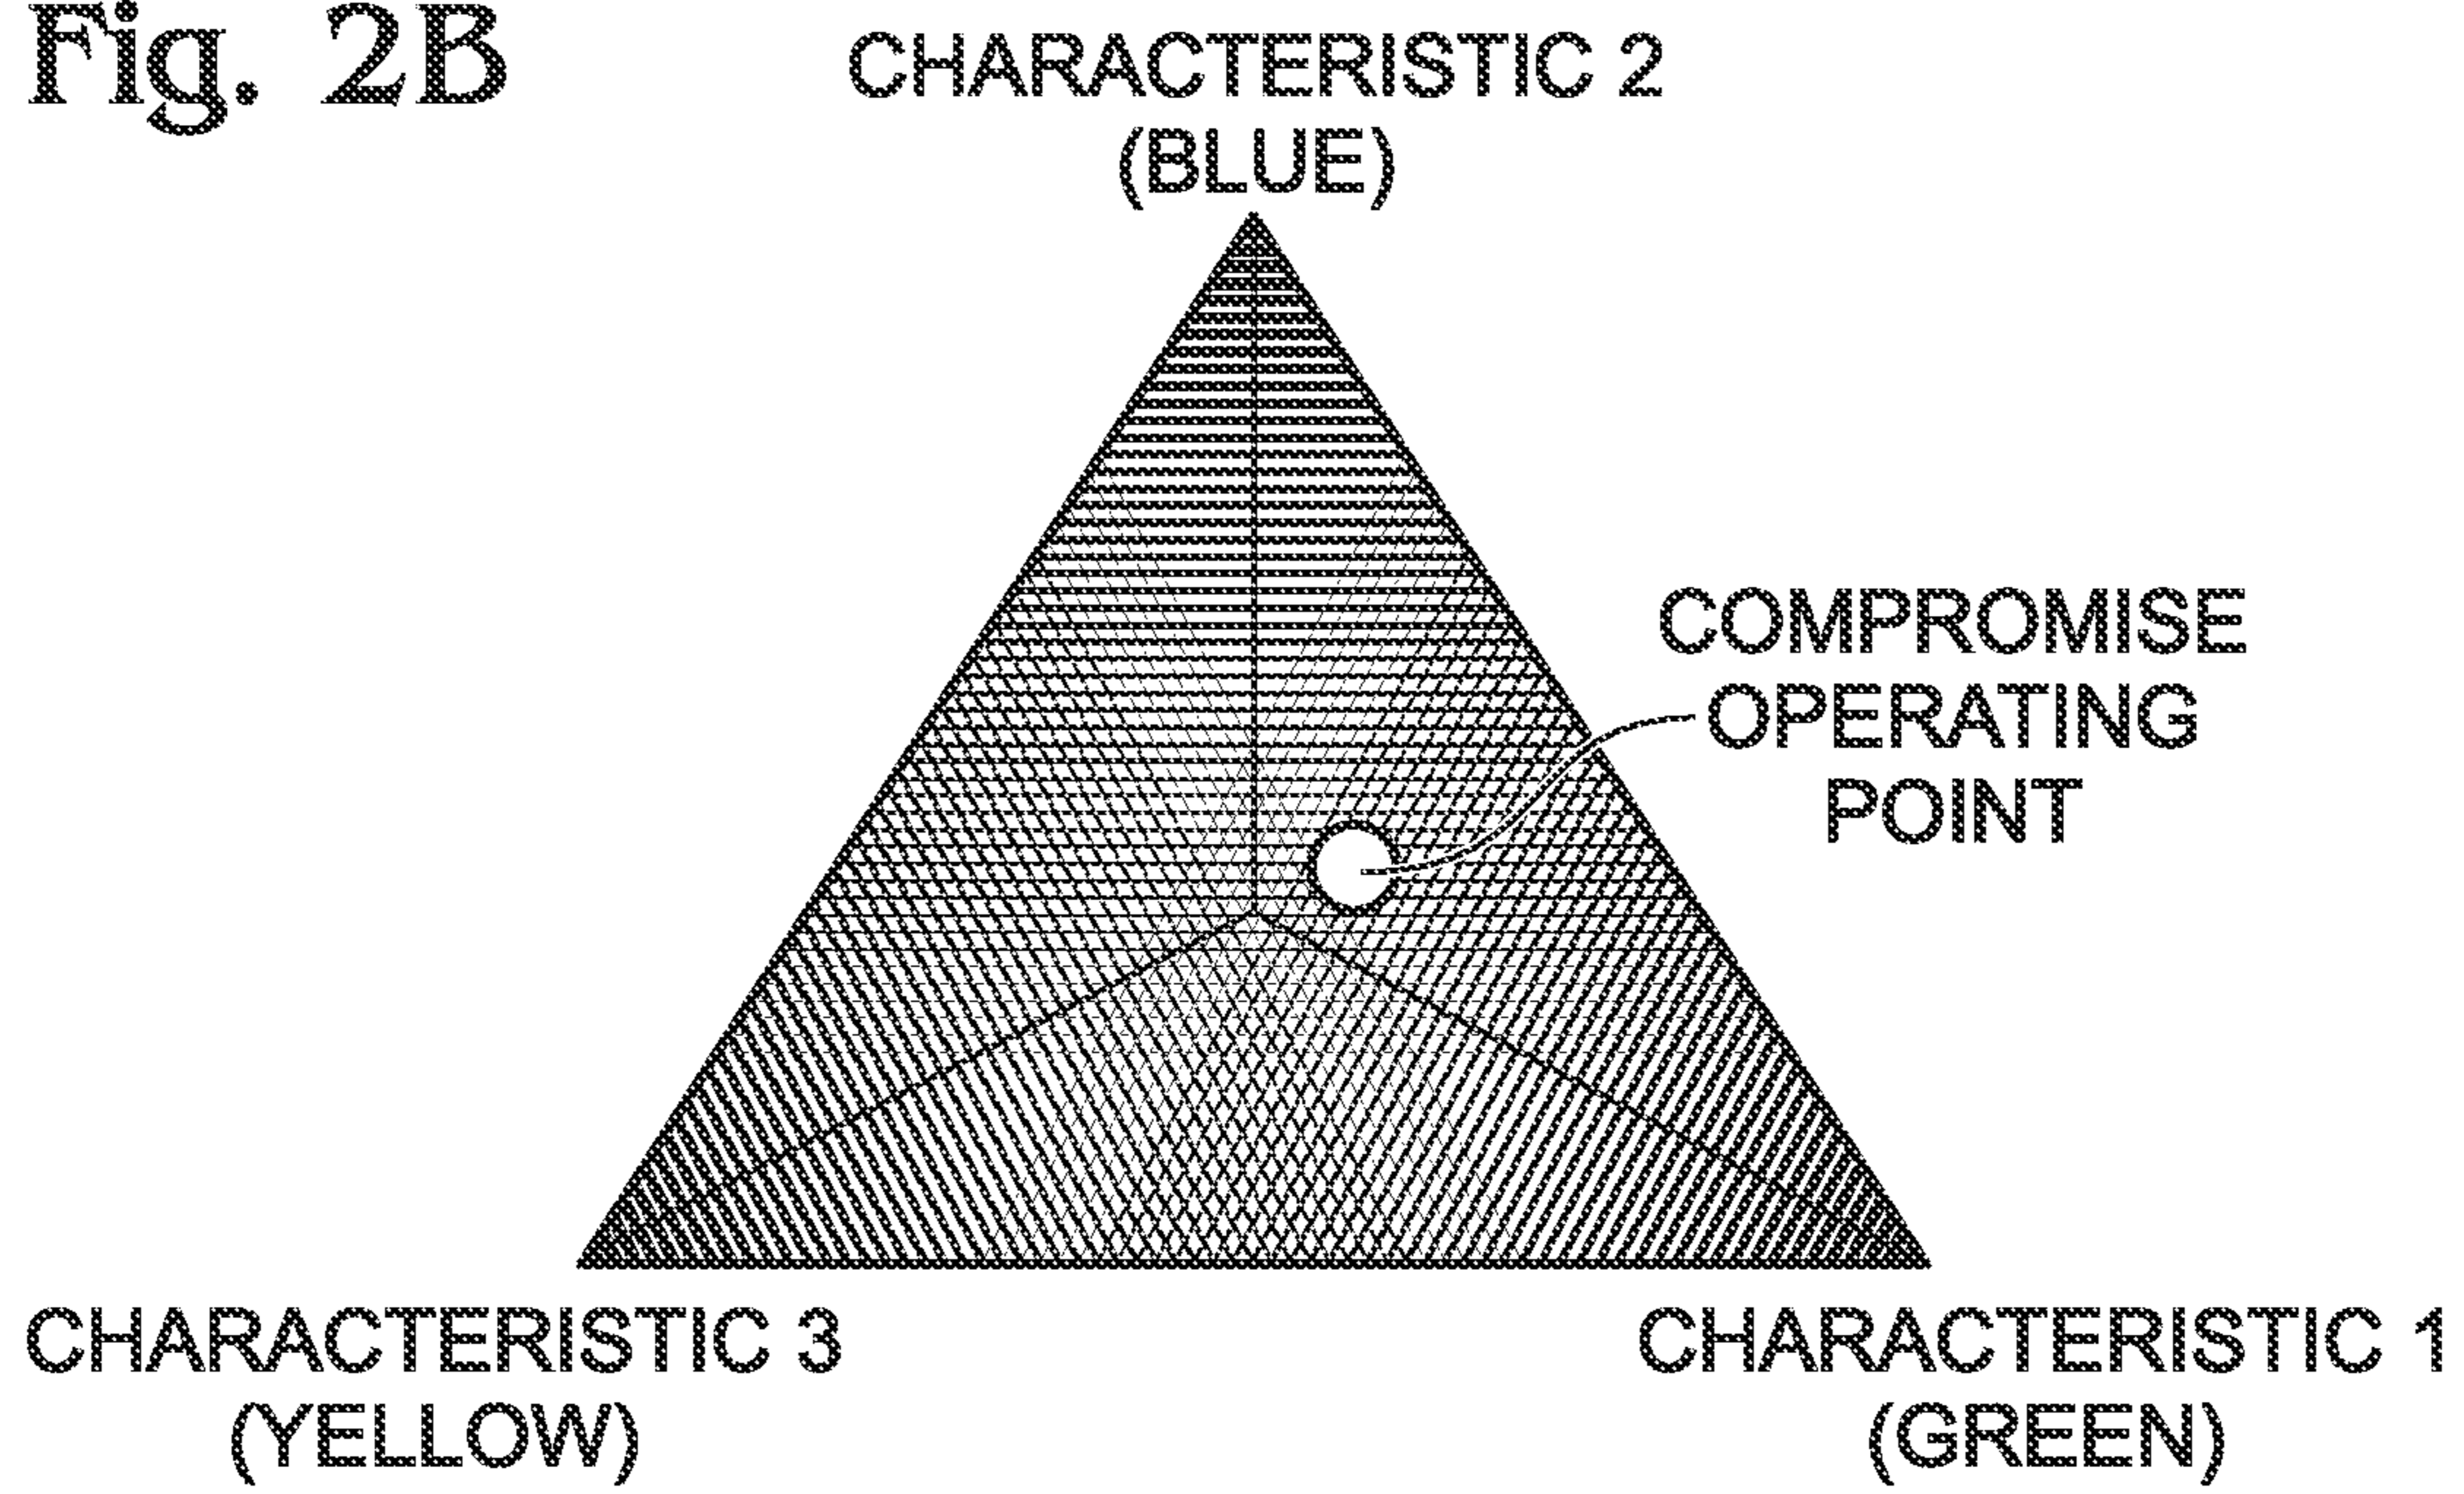 Fig. 2B
CHARACTERISTIC 2
(BLUE)
COMPROMISE
OPERATING
POINT
CHARACTERISTIC 3
(YELLOW)
CHARACTERISTIC 1
(GREEN)